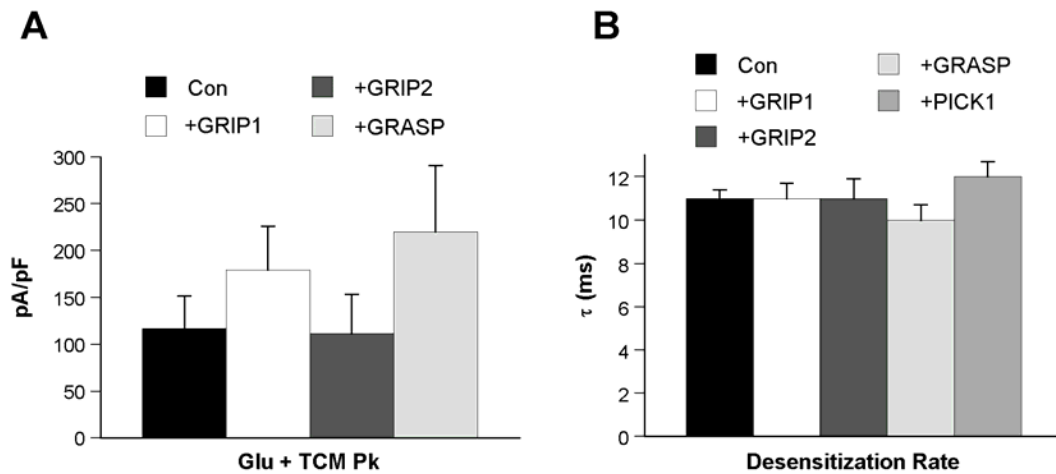 A
Con
+GRIP1
+GRIP2
+GRASP
300
250
200
150
100
50
0
pA/pF
Glu + TCM Pk
B
Con
+GRIP1
+GRIP2
+GRASP
+PICK1
12
10
8
6
4
2
0
τ (ms)
Desensitization Rate